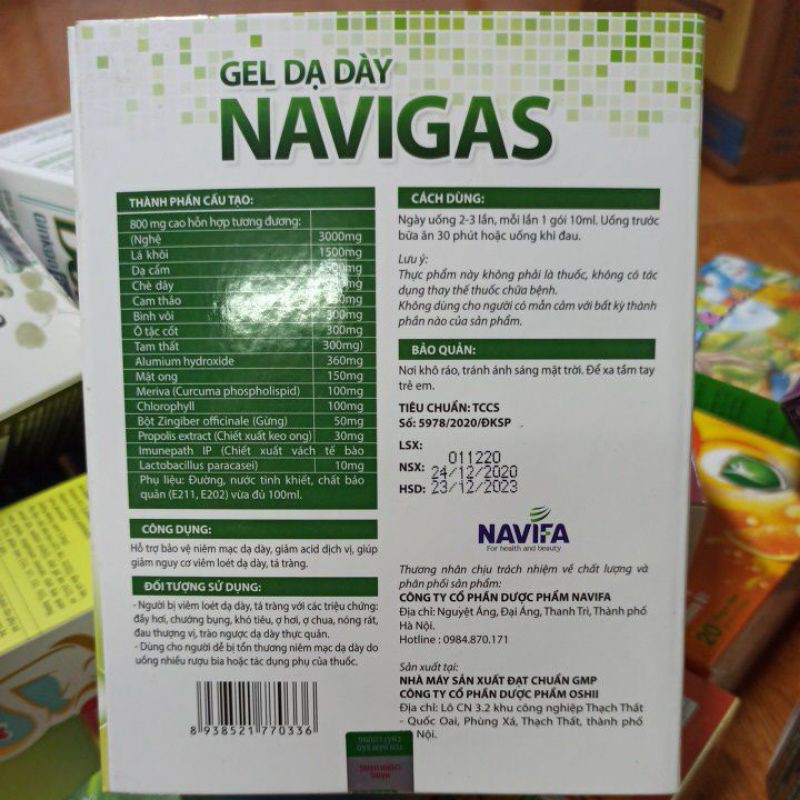 GEL DẠ DÀY
NAVIGAS
THÀNH PHẦN CẤU TẠO:
800 mg cao hỗn hợp tương đương:
(Nghệ 3000mg
Lá khôi 1500mg
Dạ cẩm
Chè dây mg
Cam thảo mg
Bình vôi 300mg
Ô tặc cốt 300mg
Tam thất 300mg)
Alumium hydroxide 360mg
Mật ong 150mg
Meriva (Curcuma phospholispid) 100mg
Chlorophyll 100mg
Bột Zingiber officinale (Gừng) 50mg
Propolis extract (Chiết xuất keo ong) 30mg
Imunepath IP (Chiết xuất vách tế bào
Lactobacillus paracasei) 10mg
Phụ liệu: Đường, nước tinh khiết, chất bảo
quản (E211, E202) vừa đủ 100ml.
CÔNG DỤNG:
Hỗ trợ bảo vệ niêm mạc dạ dày, giảm acid dịch vị, giúp
giảm nguy cơ viêm loét dạ dày, tá tràng.
ĐỐI TƯỢNG SỬ DỤNG:
- Người bị viêm loét dạ dày, tá tràng với các triệu chứng:
đầy hơi, chướng bụng, khó tiêu, ợ hơi, ợ chua, nóng rát,
đau thượng vị, trào ngược dạ dày thực quản.
- Dùng cho người dễ bị tổn thương niêm mạc dạ dày do
uống nhiều rượu bia hoặc tác dụng phụ của thuốc.
8 938521 770336
CÁCH DÙNG:
Ngày uống 2-3 lần, mỗi lần 1 gói 10ml. Uống trước
bữa ăn 30 phút hoặc uống khi đau.
Lưu ý:
Thực phẩm này không phải là thuốc, không có tác
dụng thay thế thuốc chữa bệnh.
Không dùng cho người có mẫn cảm với bất kỳ thành
phần nào của sản phẩm.
BẢO QUẢN:
Nơi khô ráo, tránh ánh sáng mặt trời. Để xa tầm tay
trẻ em.
TIÊU CHUẨN: TCCS
Số: 5978/2020/ĐKSP
LSX: 011220
NSX: 24/12/2020
HSD: 23/12/2023
NAVIFA
For health and beauty
Thương nhân chịu trách nhiệm về chất lượng và
phân phối sản phẩm:
CÔNG TY CỔ PHẦN DƯỢC PHẨM NAVIFA
Địa chỉ: Nguyệt Áng, Đại Áng, Thanh Trì, Thành phố
Hà Nội.
Hotline : 0984.870.171
Sản xuất tại:
NHÀ MÁY SẢN XUẤT ĐẠT CHUẨN GMP
CÔNG TY CỔ PHẦN DƯỢC PHẨM OSHII
Địa chỉ: Lô CN 3.2 khu công nghiệp Thạch Thất
- Quốc Oai, Phùng Xá, Thạch Thất, thành phố
Nội.
20